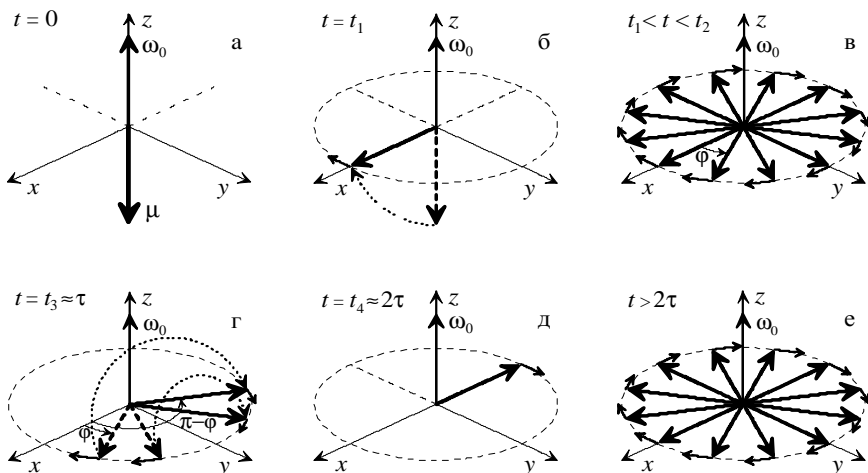 t = 0
z
ω₀
а
x
y
μ
t = t₁
z
ω₀
б
x
y
t₁< t < t₂
z
ω₀
в
φ
x
y
t = t₃ ≈ τ
z
ω₀
г
φ
π−φ
x
y
t = t₄ ≈ 2τ
z
ω₀
д
x
y
t > 2τ
z
ω₀
е
x
y